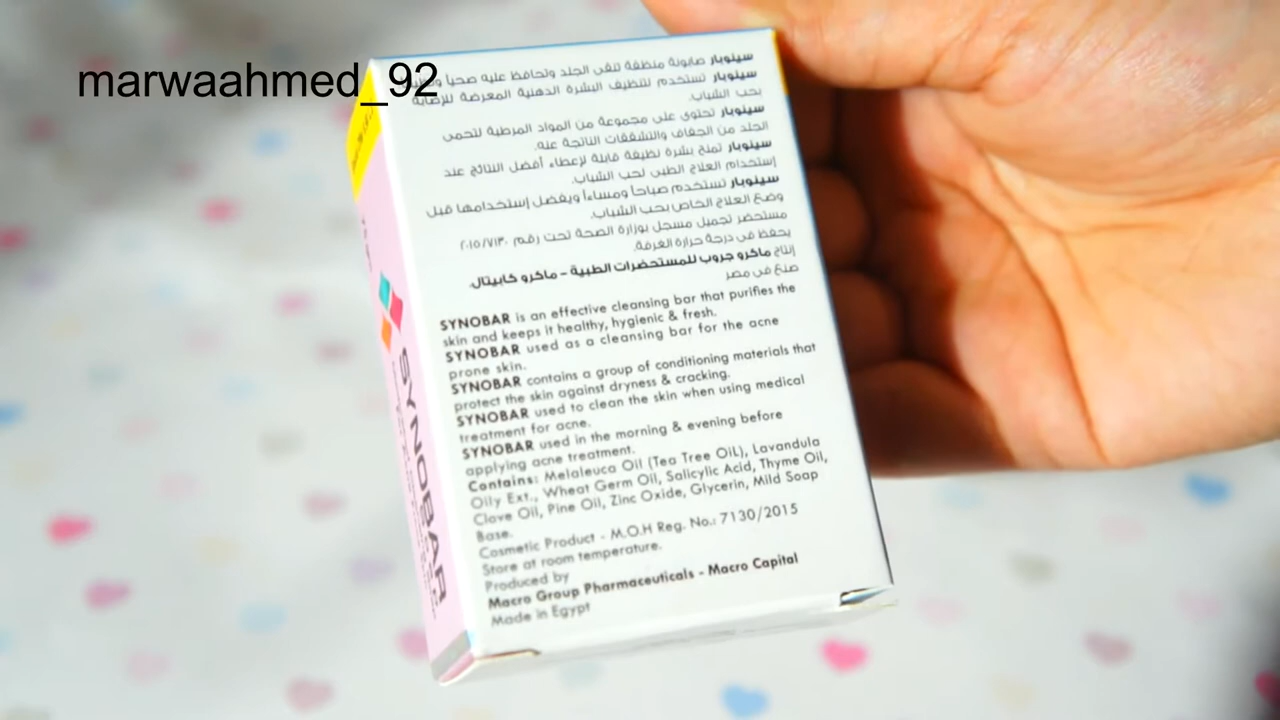 marwaahmed_92
سينوبار صابونة منظفة تنقى الجلد وتحافظ عليه صحياً
سينوبار تستخدم لتنظيف البشرة الدهنية المعرضة للإصابة
بحب الشباب.
سينوبار تحتوى على مجموعة من المواد المرطبة لتحمى
الجلد من الجفاف والتشققات الناتجة عنه.
سينوبار تمنح بشرة نظيفة قابلة لإعطاء أفضل النتائج عند
إستخدام العلاج الطبى لحب الشباب.
سينوبار تستخدم صباحاً ومساءاً ويفضل إستخدامها قبل
وضع العلاج الخاص بحب الشباب.
مستحضر تجميل مسجل بوزارة الصحة تحت رقم ٢٠١٥/٧١٣٠
يحفظ فى درجة حرارة الغرفة.
إنتاج ماكرو جروب للمستحضرات الطبية - ماكرو كابيتال.
صنع فى مصر
SYNOBAR is an effective cleansing bar that purifies the
skin and keeps it healthy, hygienic & fresh.
SYNOBAR used as a cleansing bar for the acne
prone skin.
SYNOBAR contains a group of conditioning materials that
protect the skin against dryness & cracking.
SYNOBAR used to clean the skin when using medical
treatment for acne.
SYNOBAR used in the morning & evening before
applying acne treatment.
Contains: Melaleuca Oil (Tea Tree OiL), Lavandula
Oily Ext., Wheat Germ Oil, Salicylic Acid, Thyme Oil,
Clove Oil, Pine Oil, Zinc Oxide, Glycerin, Mild Soap
Base.
Cosmetic Product - M.O.H Reg. No.: 7130/2015
Store at room temperature.
Produced by
Macro Group Pharmaceuticals - Macro Capital
Made in Egypt
SYNOBAR